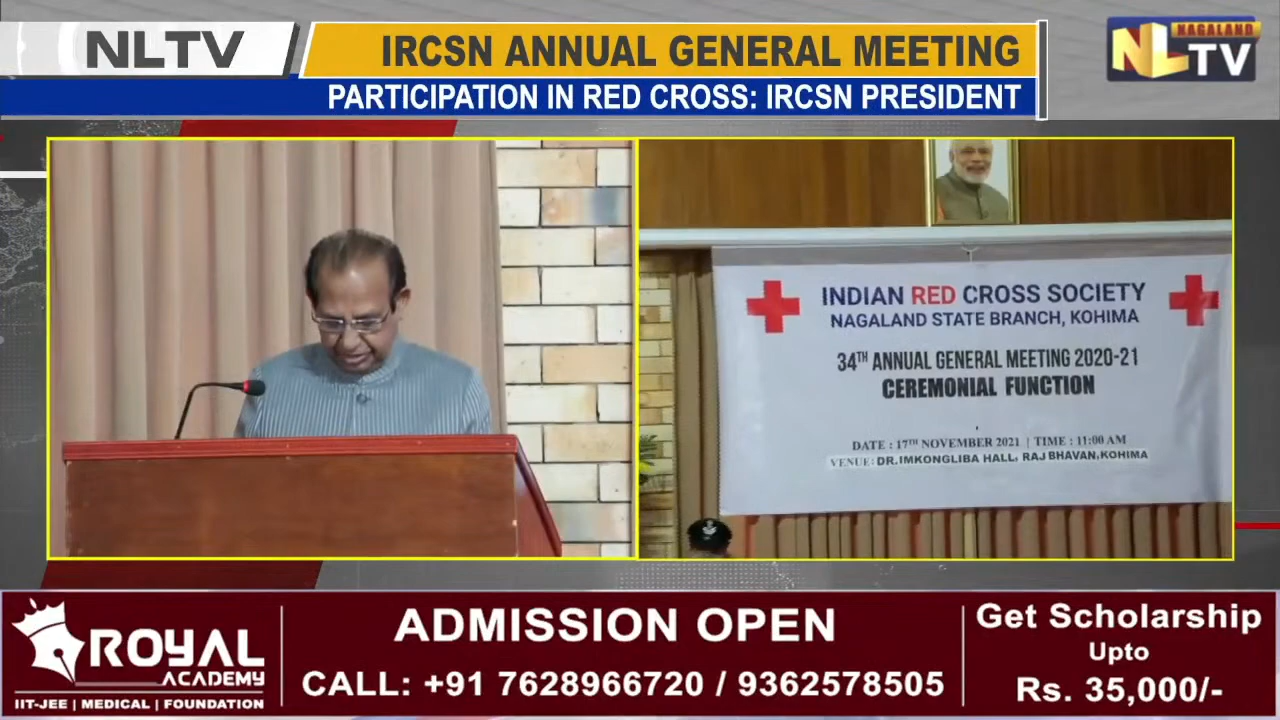 NLTV
IRCSN ANNUAL GENERAL MEETING
PARTICIPATION IN RED CROSS: IRCSN PRESIDENT
NAGALAND
NLTV
INDIAN RED CROSS SOCIETY
NAGALAND STATE BRANCH, KOHIMA
34TH ANNUAL GENERAL MEETING 2020-21
CEREMONIAL FUNCTION
DATE : 17TH NOVEMBER 2021 | TIME : 11:00 AM
VENUE: DR.IMKONGLIBA HALL, RAJ BHAVAN,KOHIMA
ROYAL
ACADEMY
IIT-JEE | MEDICAL | FOUNDATION
ADMISSION OPEN
CALL: +91 7628966720 / 9362578505
Get Scholarship
Upto
Rs. 35,000/-